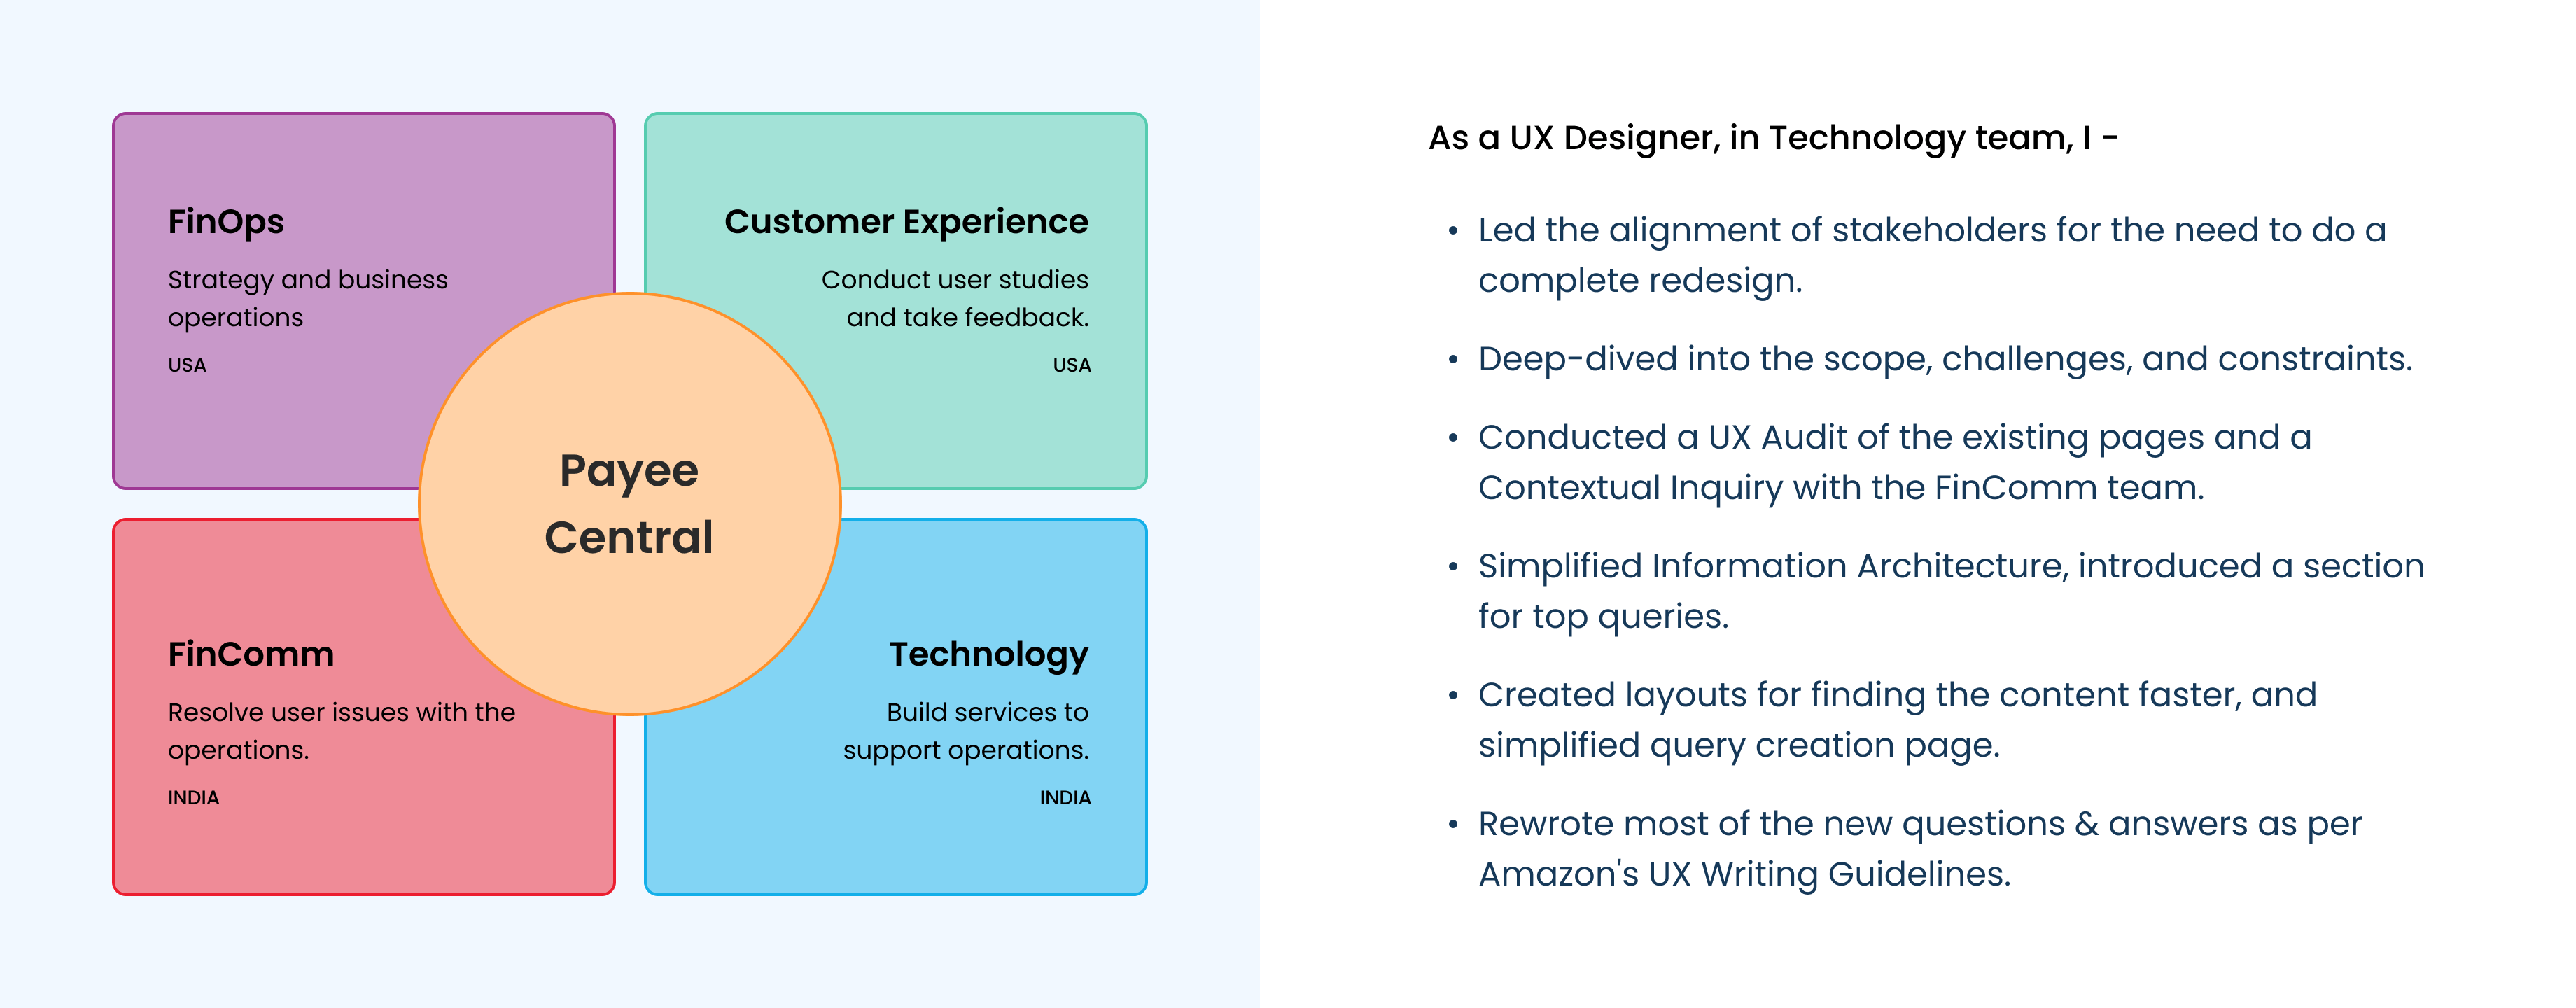 FinOps
Strategy and business
operations
USA
Customer Experience
Conduct user studies
and take feedback.
USA
Payee
Central
FinComm
Resolve user issues with the
operations.
INDIA
Technology
Build services to
support operations.
INDIA
As a UX Designer, in Technology team, I -
• Led the alignment of stakeholders for the need to do a
complete redesign.
• Deep-dived into the scope, challenges, and constraints.
• Conducted a UX Audit of the existing pages and a
Contextual Inquiry with the FinComm team.
• Simplified Information Architecture, introduced a section
for top queries.
• Created layouts for finding the content faster, and
simplified query creation page.
• Rewrote most of the new questions & answers as per
Amazon's UX Writing Guidelines.